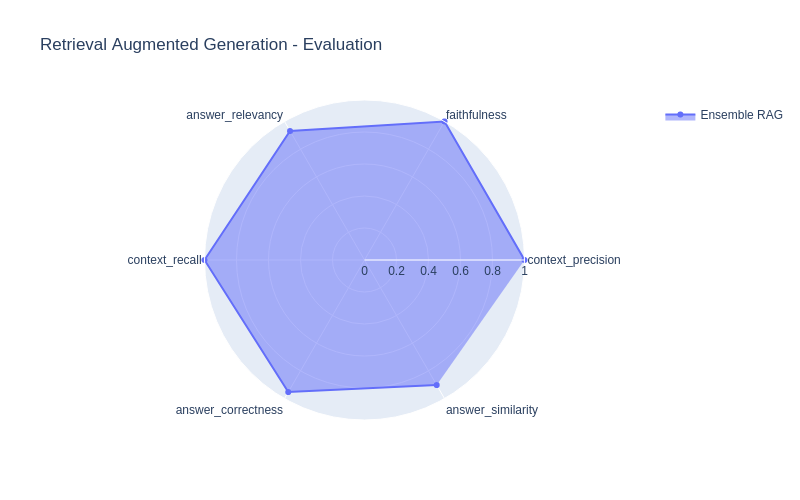 Retrieval Augmented Generation - Evaluation
answer_relevancy
faithfulness
Ensemble RAG
context_recall
context_precision
0 0.2 0.4 0.6 0.8 1
answer_correctness
answer_similarity